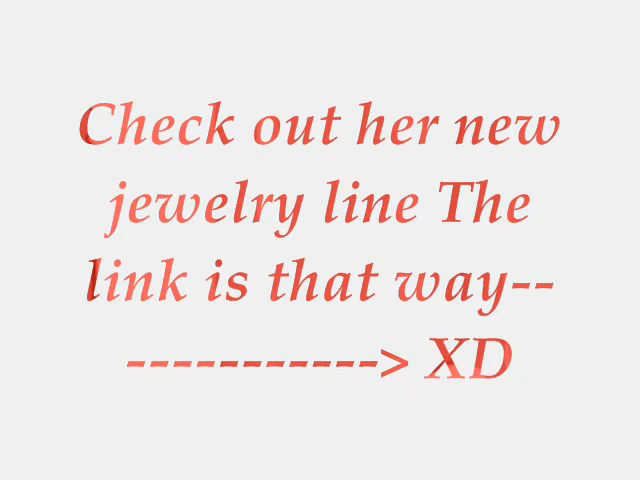 Check out her new
jewelry line The
link is that way--
-----------> XD